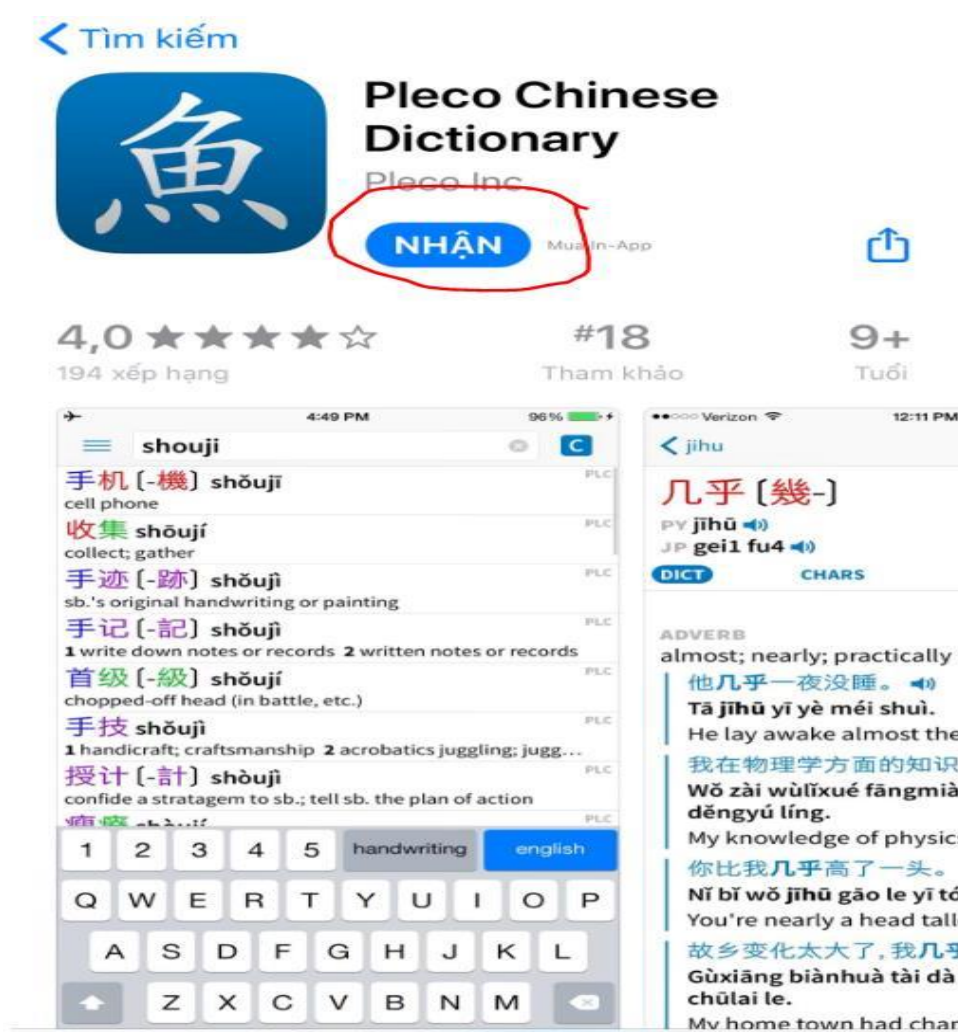 Tìm kiếm
魚
Pleco Chinese
Dictionary
Pleco Inc
NHẬN
Mua In-App
4,0
#18
9+
194 xếp hạng
Tham khảo
Tuổi
4:49 PM
96%
shouji
C
手机 [-機] shǒujī
PLC
cell phone
收集 shōují
PLC
collect; gather
手迹 [-跡] shǒujì
PLC
sb.'s original handwriting or painting
手记 [-記] shǒujì
PLC
1 write down notes or records 2 written notes or records
首级 [-級] shǒují
PLC
chopped-off head (in battle, etc.)
手技 shǒujì
PLC
1 handicraft; craftsmanship 2 acrobatics juggling; jugg...
授计 [-計] shòujì
PLC
confide a stratagem to sb.; tell sb. the plan of action
PLC
1 2 3 4 5 handwriting english
Q W E R T Y U I O P
A S D F G H J K L
Z X C V B N M
Verizon
12:11 PM
jihu
几乎 [幾-]
PY jīhū
JP gei1 fu4
DICT
CHARS
ADVERB
almost; nearly; practically
他几乎一夜没睡。
Tā jīhū yī yè méi shuì.
He lay awake almost the
我在物理学方面的知识
Wǒ zài wùlǐxué fāngmià
děngyú líng.
My knowledge of physic
你比我几乎高了一头。
Nǐ bǐ wǒ jīhū gāo le yī tó
You're nearly a head tall
故乡变化太大了,我几乎
Gùxiāng biànhuà tài dà
chūlai le.
My home town had chan